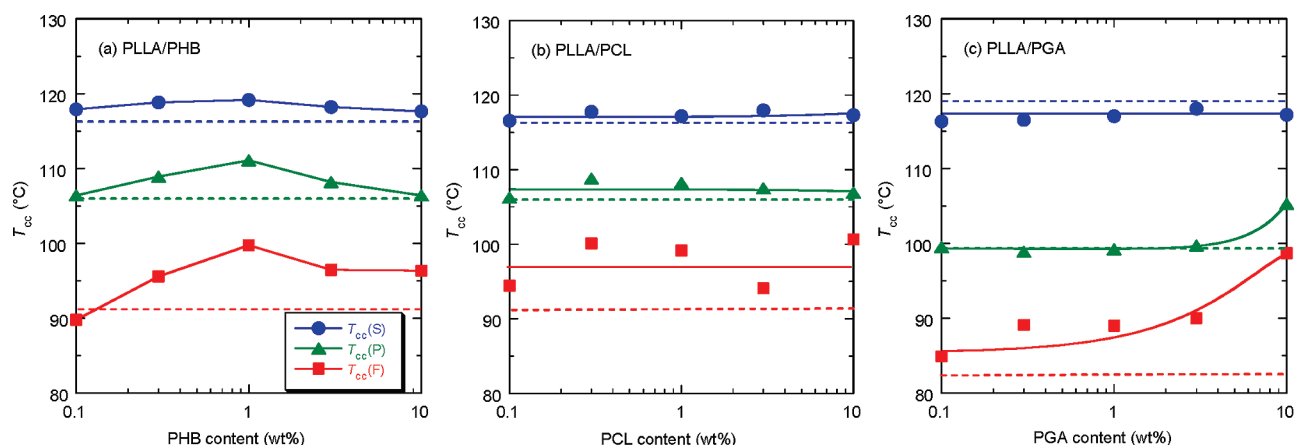 130
120
110
100
90
80
Tcc (°C)
(a) PLLA/PHB
Tcc(S)
Tcc(P)
Tcc(F)
0.1
1
10
PHB content (wt%)
130
120
110
100
90
80
Tcc (°C)
(b) PLLA/PCL
0.1
1
10
PCL content (wt%)
130
120
110
100
90
80
Tcc (°C)
(c) PLLA/PGA
0.1
1
10
PGA content (wt%)